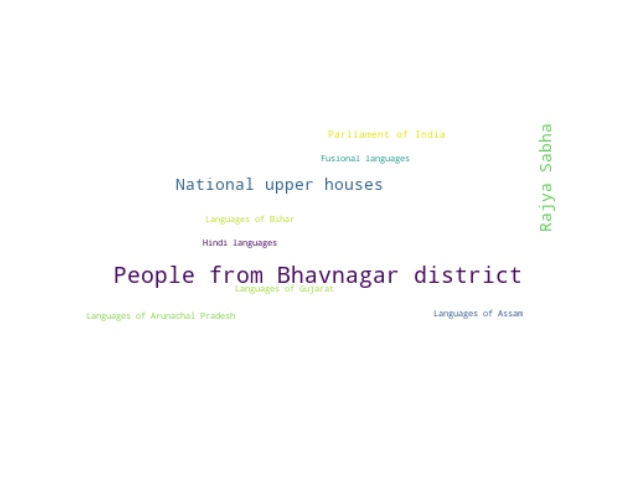 Parliament of India
Rajya Sabha
Fusional languages
National upper houses
Languages of Bihar
Hindi languages
People from Bhavnagar district
Languages of Gujarat
Languages of Arunachal Pradesh
Languages of Assam